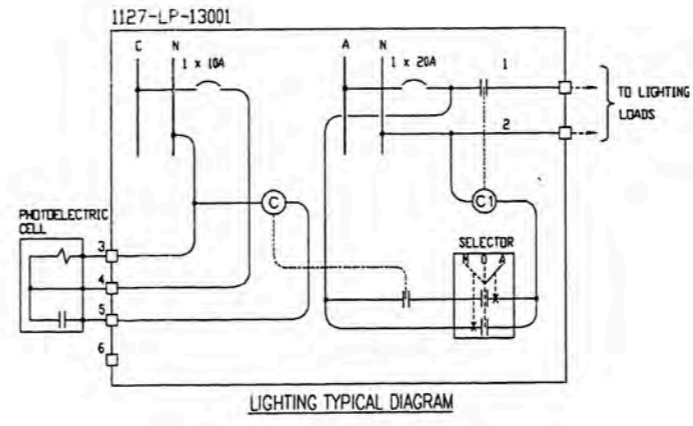 1127-LP-13001
C N
1 x 10A
A N
1 x 20A
1
TO LIGHTING
LOADS
2
C
C1
PHOTOELECTRIC
CELL
3
4
5
6
SELECTOR
H O A
LIGHTING TYPICAL DIAGRAM